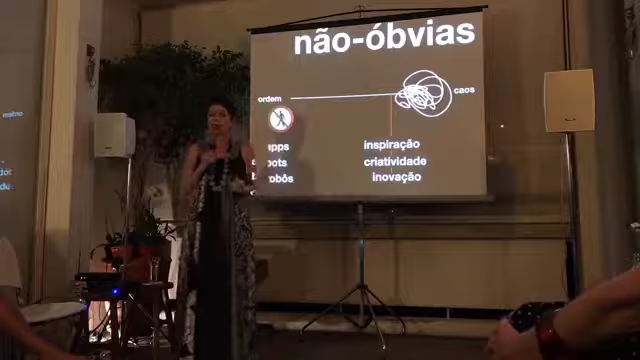 não-óbvias
ordem
caos
apps
inspiração
criatividade
inovação